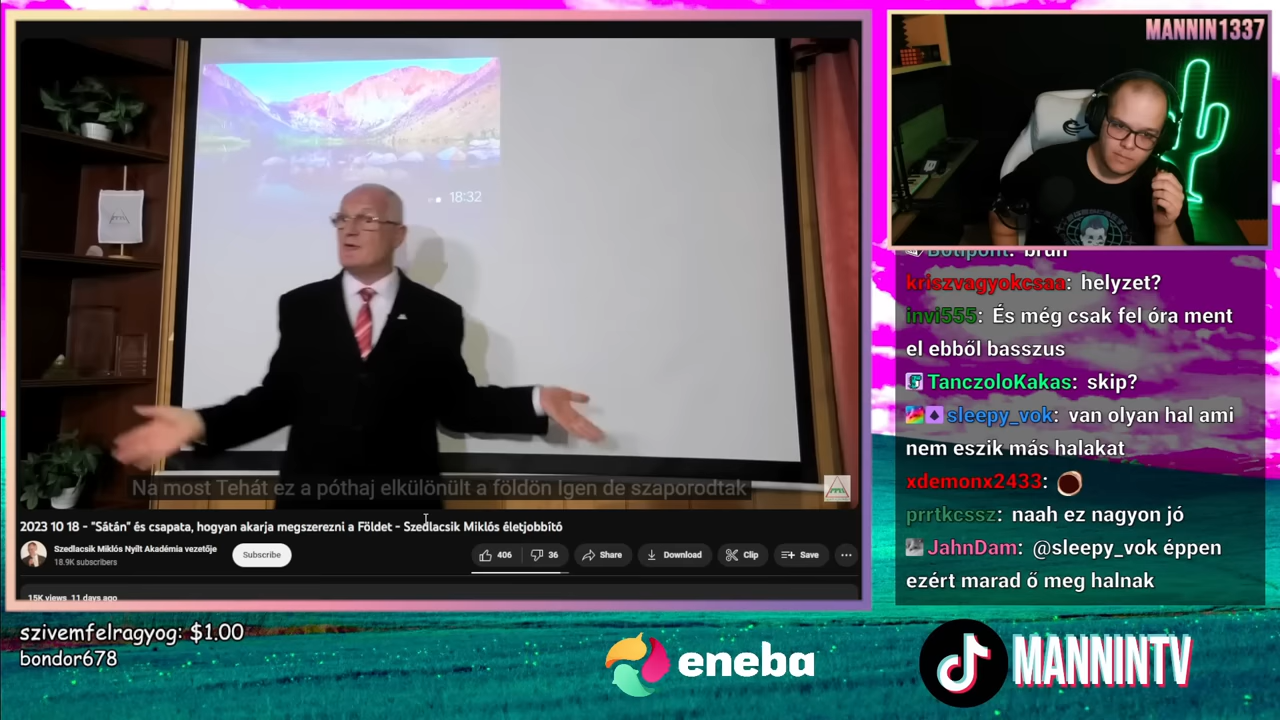 18:32
Na most Tehát ez a póthaj elkülönült a földön Igen de szaporodtak
2023 10 18 - "Sátán" és csapata, hogyan akarja megszerezni a Földet - Szedlacsik Miklós életjobbító
Szedlacsik Miklós Nyílt Akadémia vezetője
18.9K subscribers
Subscribe
406
36
Share
Download
Clip
Save
15K views 11 days ago
MANNIN1337
Botipont: bruh
kriszvagyokcsaa: helyzet?
invi555: És még csak fel óra ment
el ebből basszus
TanczoloKakas: skip?
sleepy_vok: van olyan hal ami
nem eszik más halakat
xdemonx2433:
prrtkcssz: naah ez nagyon jó
JahnDam: @sleepy_vok éppen
ezért marad ő meg halnak
szivemfelragyog: $1.00
bondor678
eneba
MANNINTV